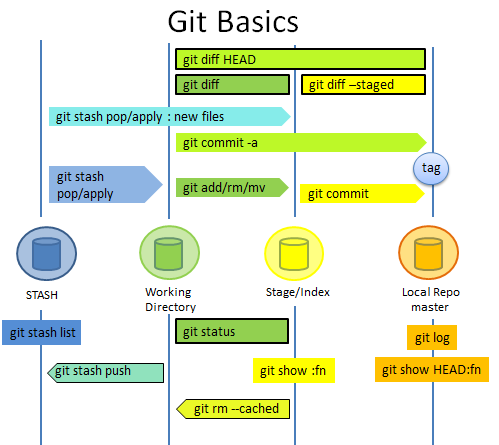 Git Basics
git diff HEAD
git diff
git diff –staged
git stash pop/apply : new files
git commit -a
tag
git stash
pop/apply
git add/rm/mv
git commit
STASH
Working
Directory
Stage/Index
Local Repo
master
git stash list
git status
git log
git stash push
git show :fn
git show HEAD:fn
git rm --cached